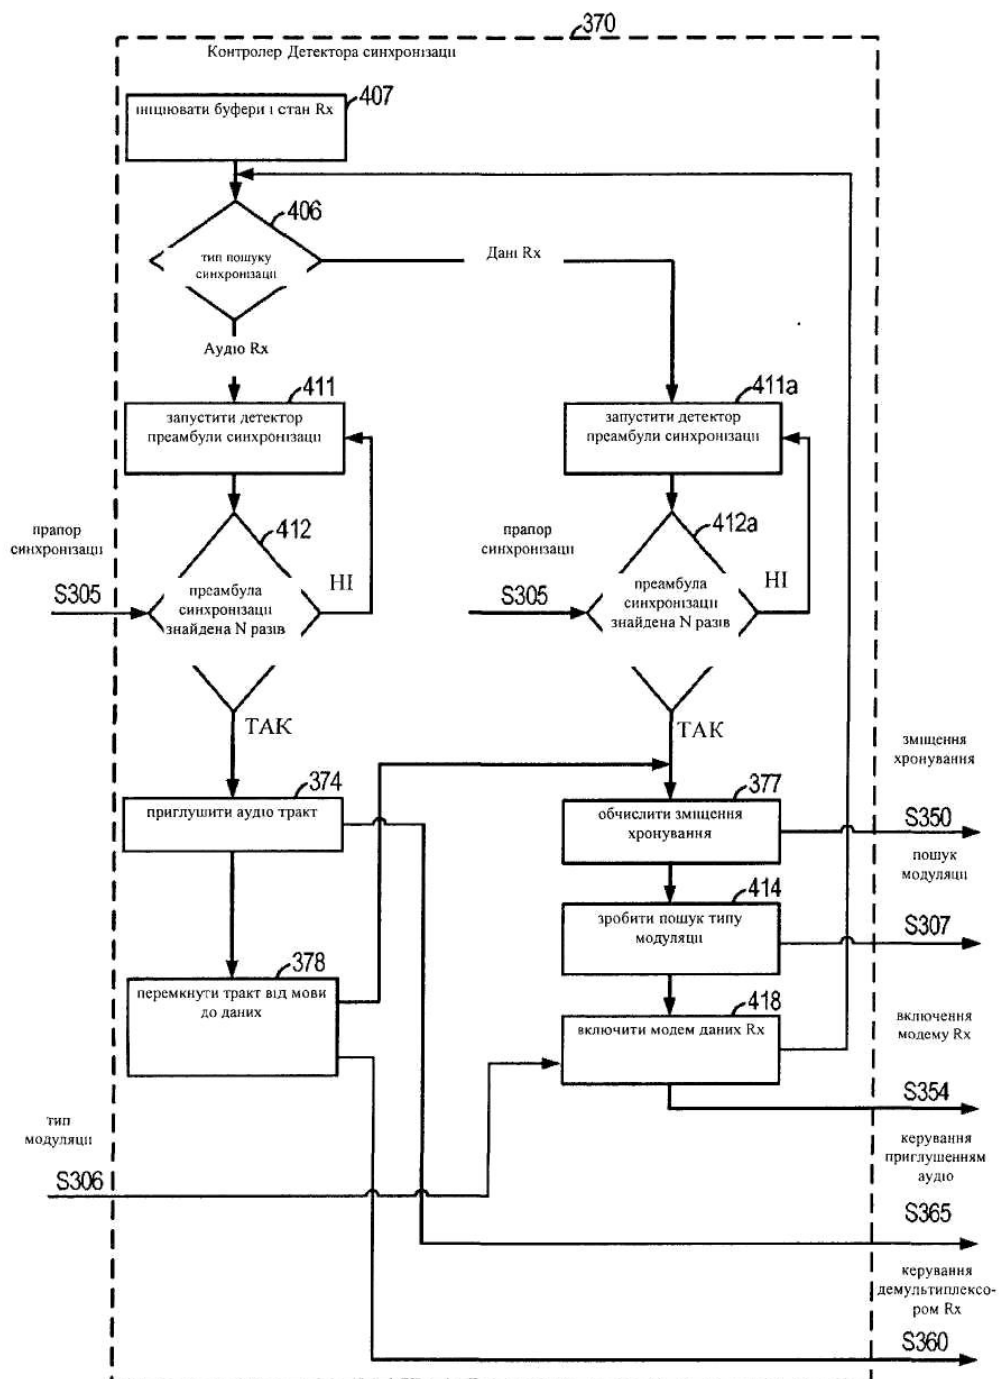 370
Контролер Детектора синхронізації
ініціювати буфери і стан Rx
407
406
тип пошуку
синхронізації
Дані Rx
Аудіо Rx
411
запустити детектор
преамбули синхронізації
411a
запустити детектор
преамбули синхронізації
412
прапор
синхронізації
S305
преамбула
синхронізації
знайдена N разів
НІ
412a
прапор
синхронізації
S305
преамбула
синхронізації
знайдена N разів
НІ
ТАК
ТАК
374
приглушити аудіо тракт
377
обчислити зміщення
хронування
зміщення
хронування
S350
414
зробити пошук типу
модуляції
пошук
модуляції
S307
378
перемкнути тракт від мови
до даних
418
включити модем даних Rx
включення
модему Rx
S354
тип
модуляції
S306
керування
приглушенням
аудіо
S365
керування
демультиплексо-
ром Rx
S360